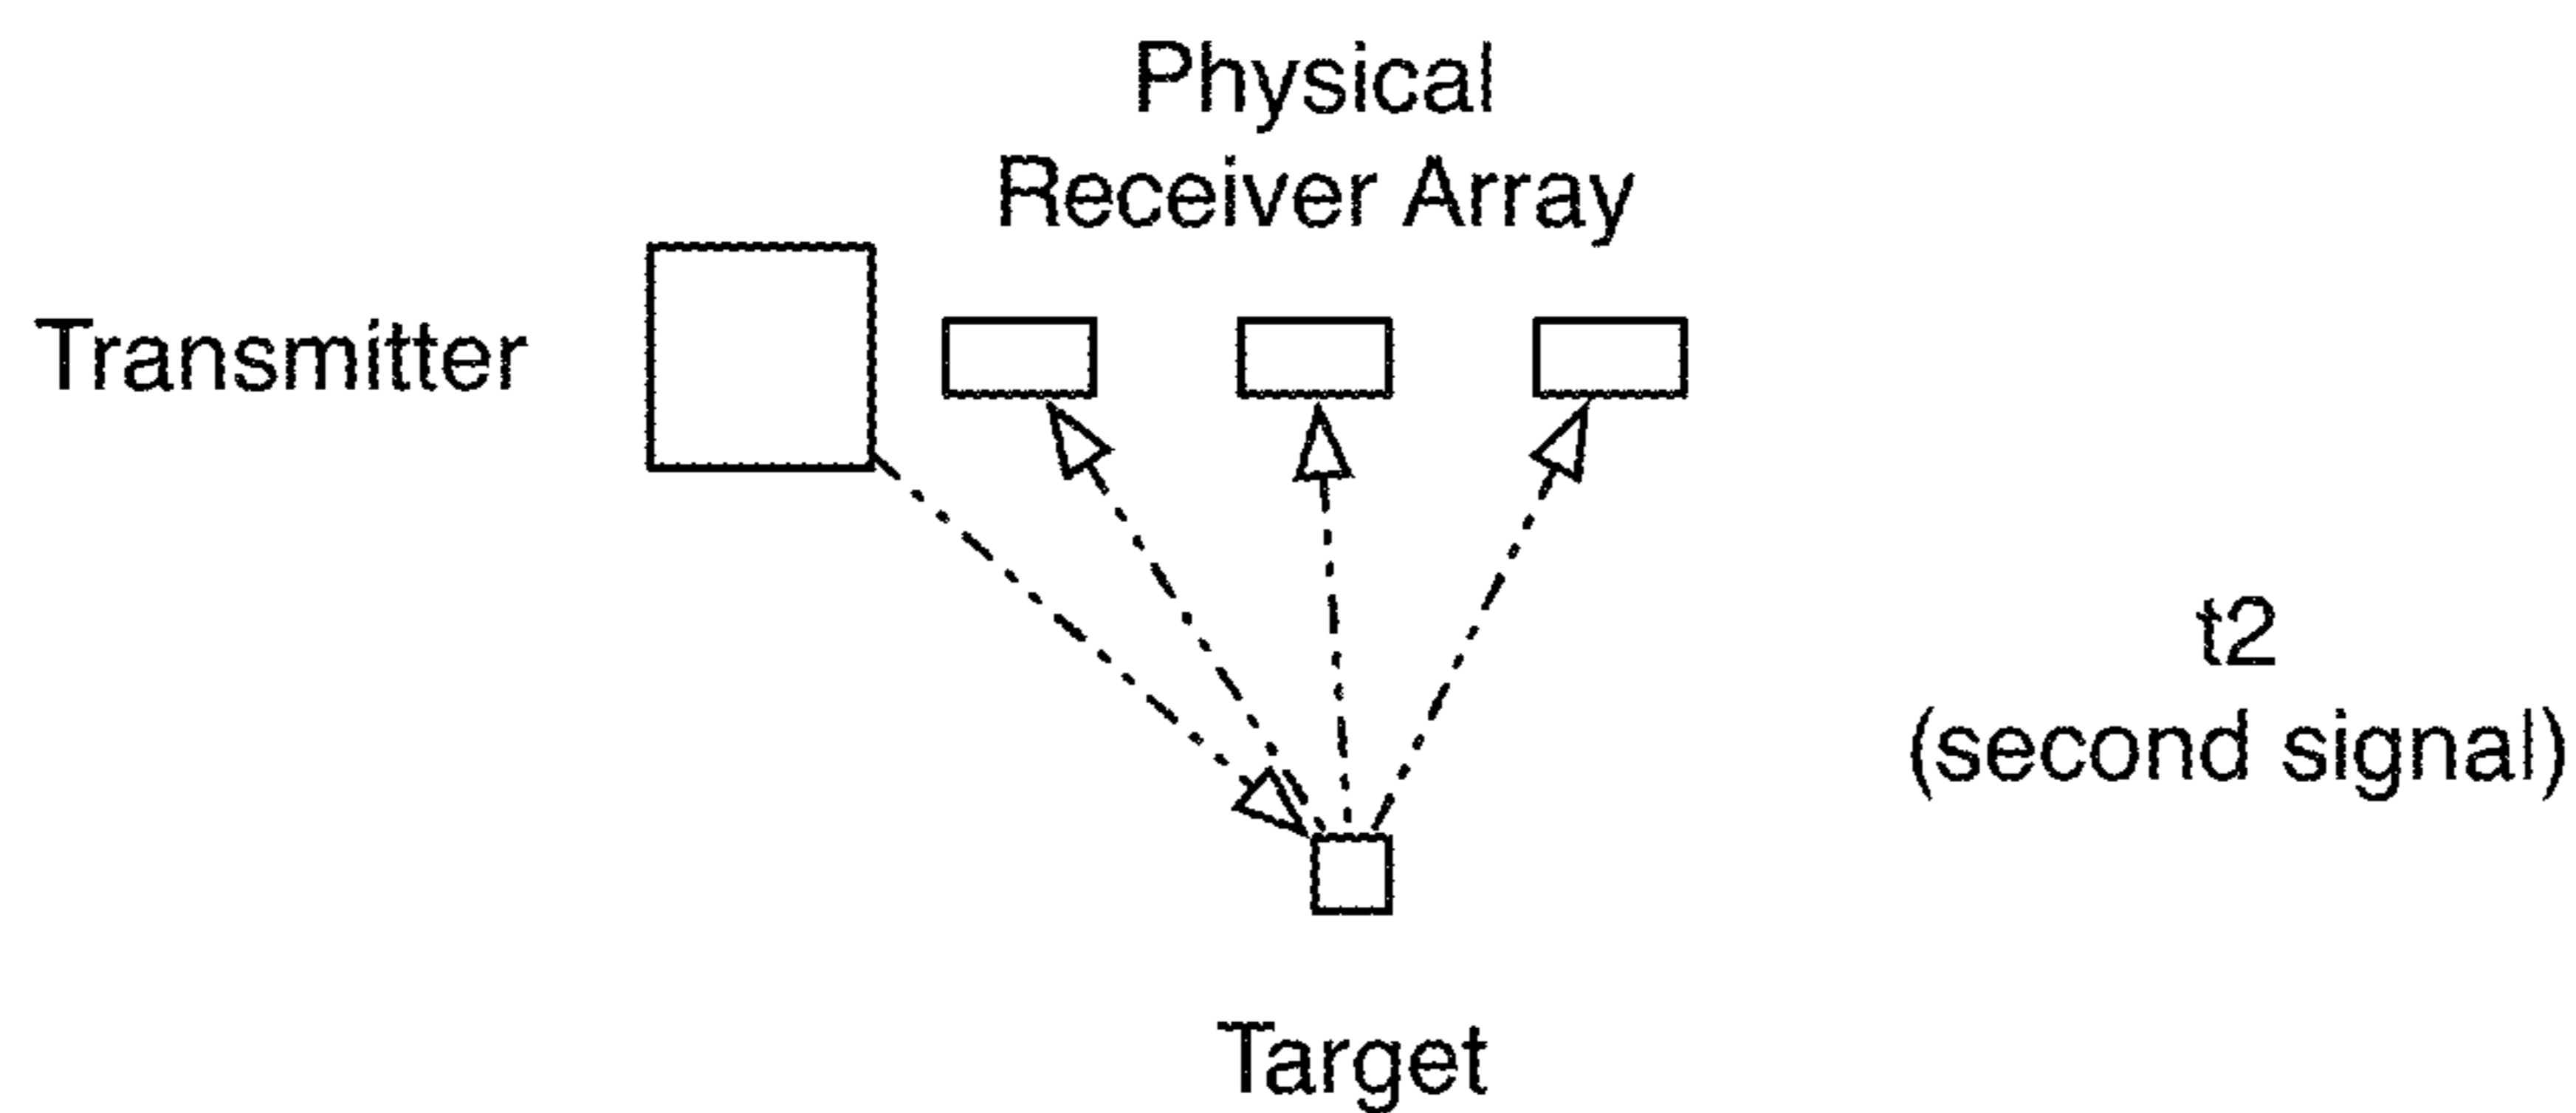 Physical
Receiver Array
Transmitter
t2
(second signal)
Target